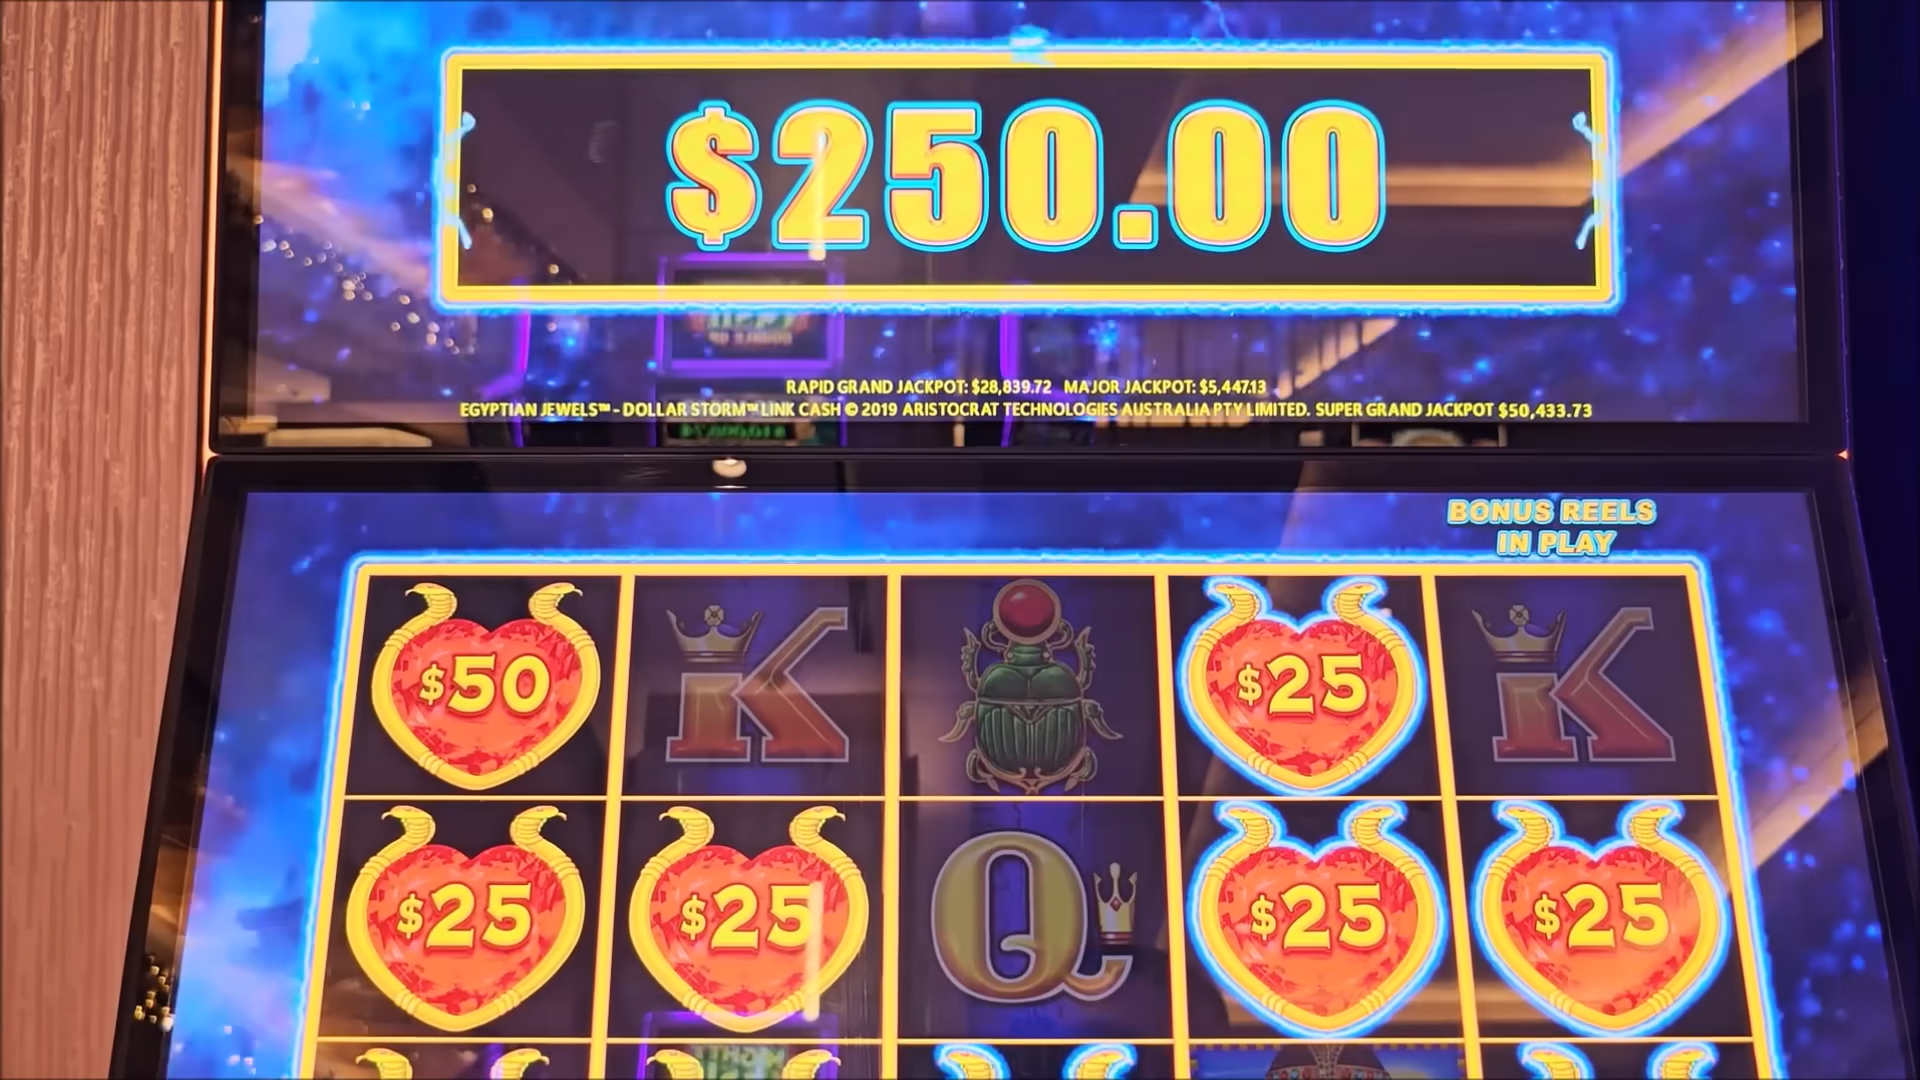 $250.00
RAPID GRAND JACKPOT: $28,839.72 MAJOR JACKPOT: $5,447.13
EGYPTIAN JEWELS™ - DOLLAR STORM™ LINK CASH © 2019 ARISTOCRAT TECHNOLOGIES AUSTRALIA PTY LIMITED. SUPER GRAND JACKPOT $50,433.73
BONUS REELS
IN PLAY
$50 K $25 K
$25 $25 Q $25 $25